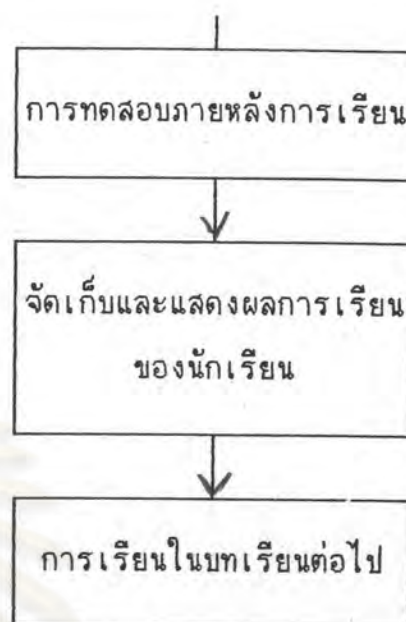 การทดสอบภายหลังการเรียน
จัดเก็บและแสดงผลการเรียน
ของนักเรียน
การเรียนในบทเรียนต่อไป